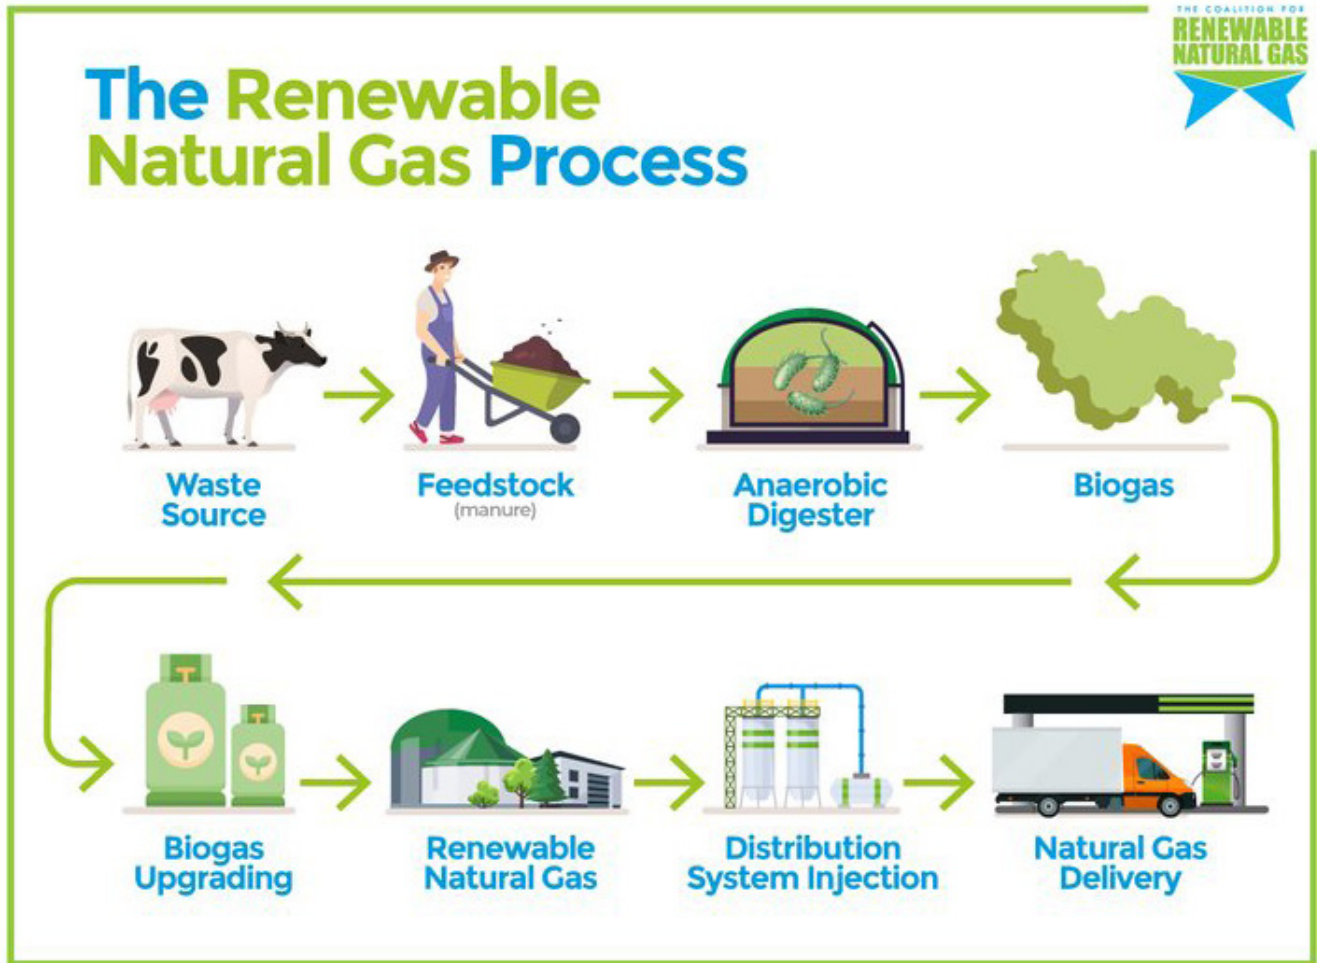 THE COALITION FOR
RENEWABLE
NATURAL GAS
The Renewable
Natural Gas Process
Waste
Source
Feedstock
(manure)
Anaerobic
Digester
Biogas
Biogas
Upgrading
Renewable
Natural Gas
Distribution
System Injection
Natural Gas
Delivery